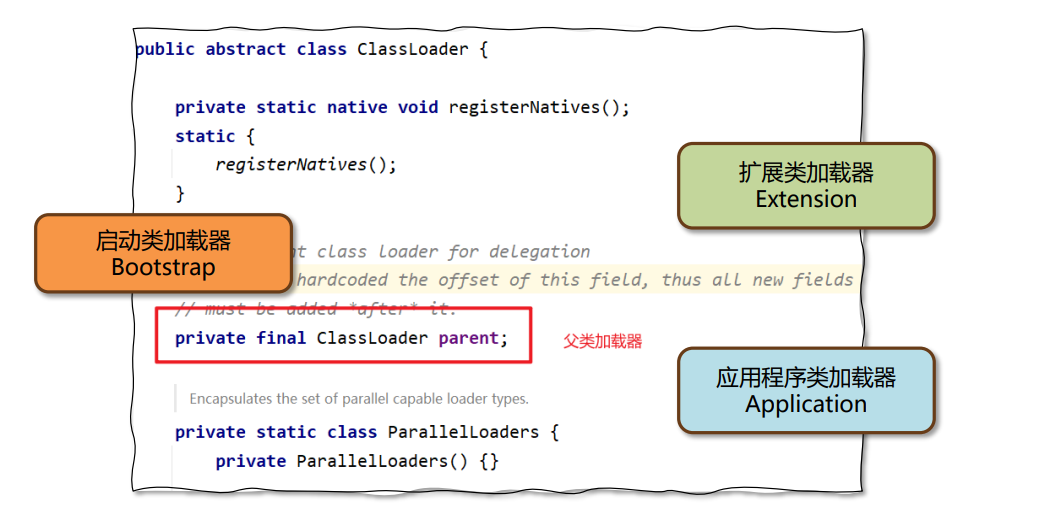 public abstract class ClassLoader {
private static native void registerNatives();
static {
registerNatives();
}
扩展类加载器
Extension
启动类加载器
Bootstrap
class loader for delegation
hardcoded the offset of this field, thus all new fields
// must be added *after* it.
private final ClassLoader parent;
父类加载器
Encapsulates the set of parallel capable loader types.
应用程序类加载器
Application
private static class ParallelLoaders {
private ParallelLoaders() {}